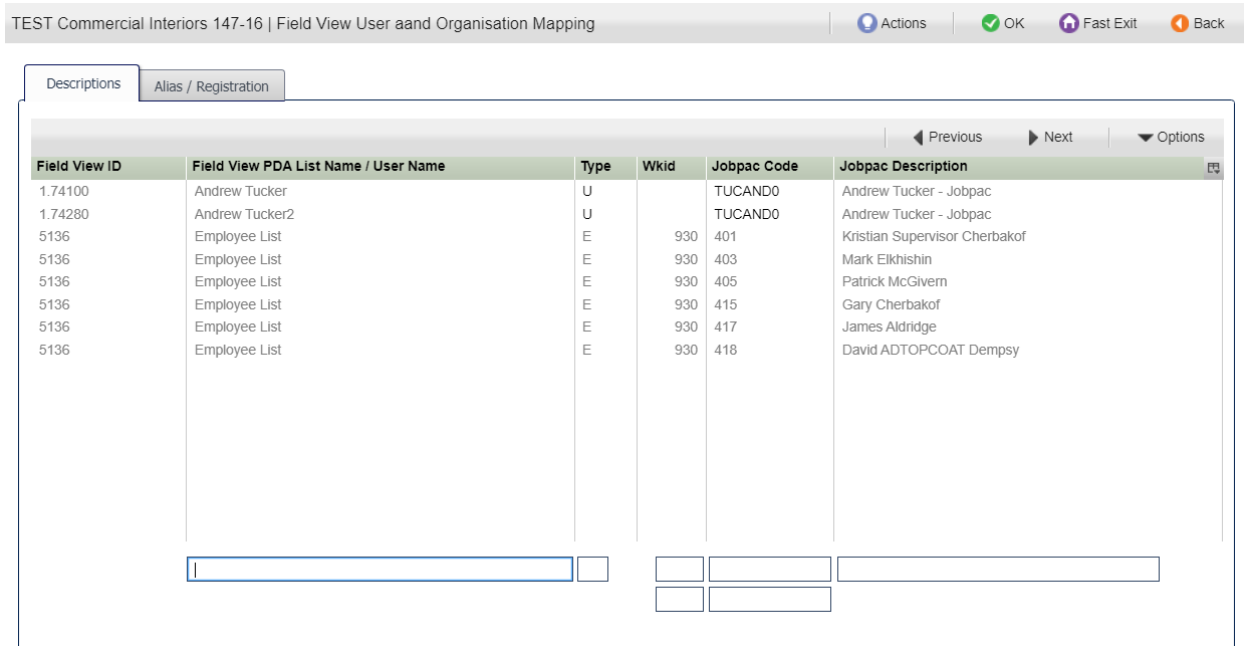 TEST Commercial Interiors 147-16 | Field View User aand Organisation Mapping Actions OK Fast Exit Back
Descriptions Alias / Registration
Previous Next Options
Field View ID Field View PDA List Name / User Name Type Wkid Jobpac Code Jobpac Description
1.74100 Andrew Tucker U TUCAND0 Andrew Tucker - Jobpac
1.74280 Andrew Tucker2 U TUCAND0 Andrew Tucker - Jobpac
5136 Employee List E 930 401 Kristian Supervisor Cherbakof
5136 Employee List E 930 403 Mark Elkhishin
5136 Employee List E 930 405 Patrick McGivern
5136 Employee List E 930 415 Gary Cherbakof
5136 Employee List E 930 417 James Aldridge
5136 Employee List E 930 418 David ADTOPCOAT Dempsy